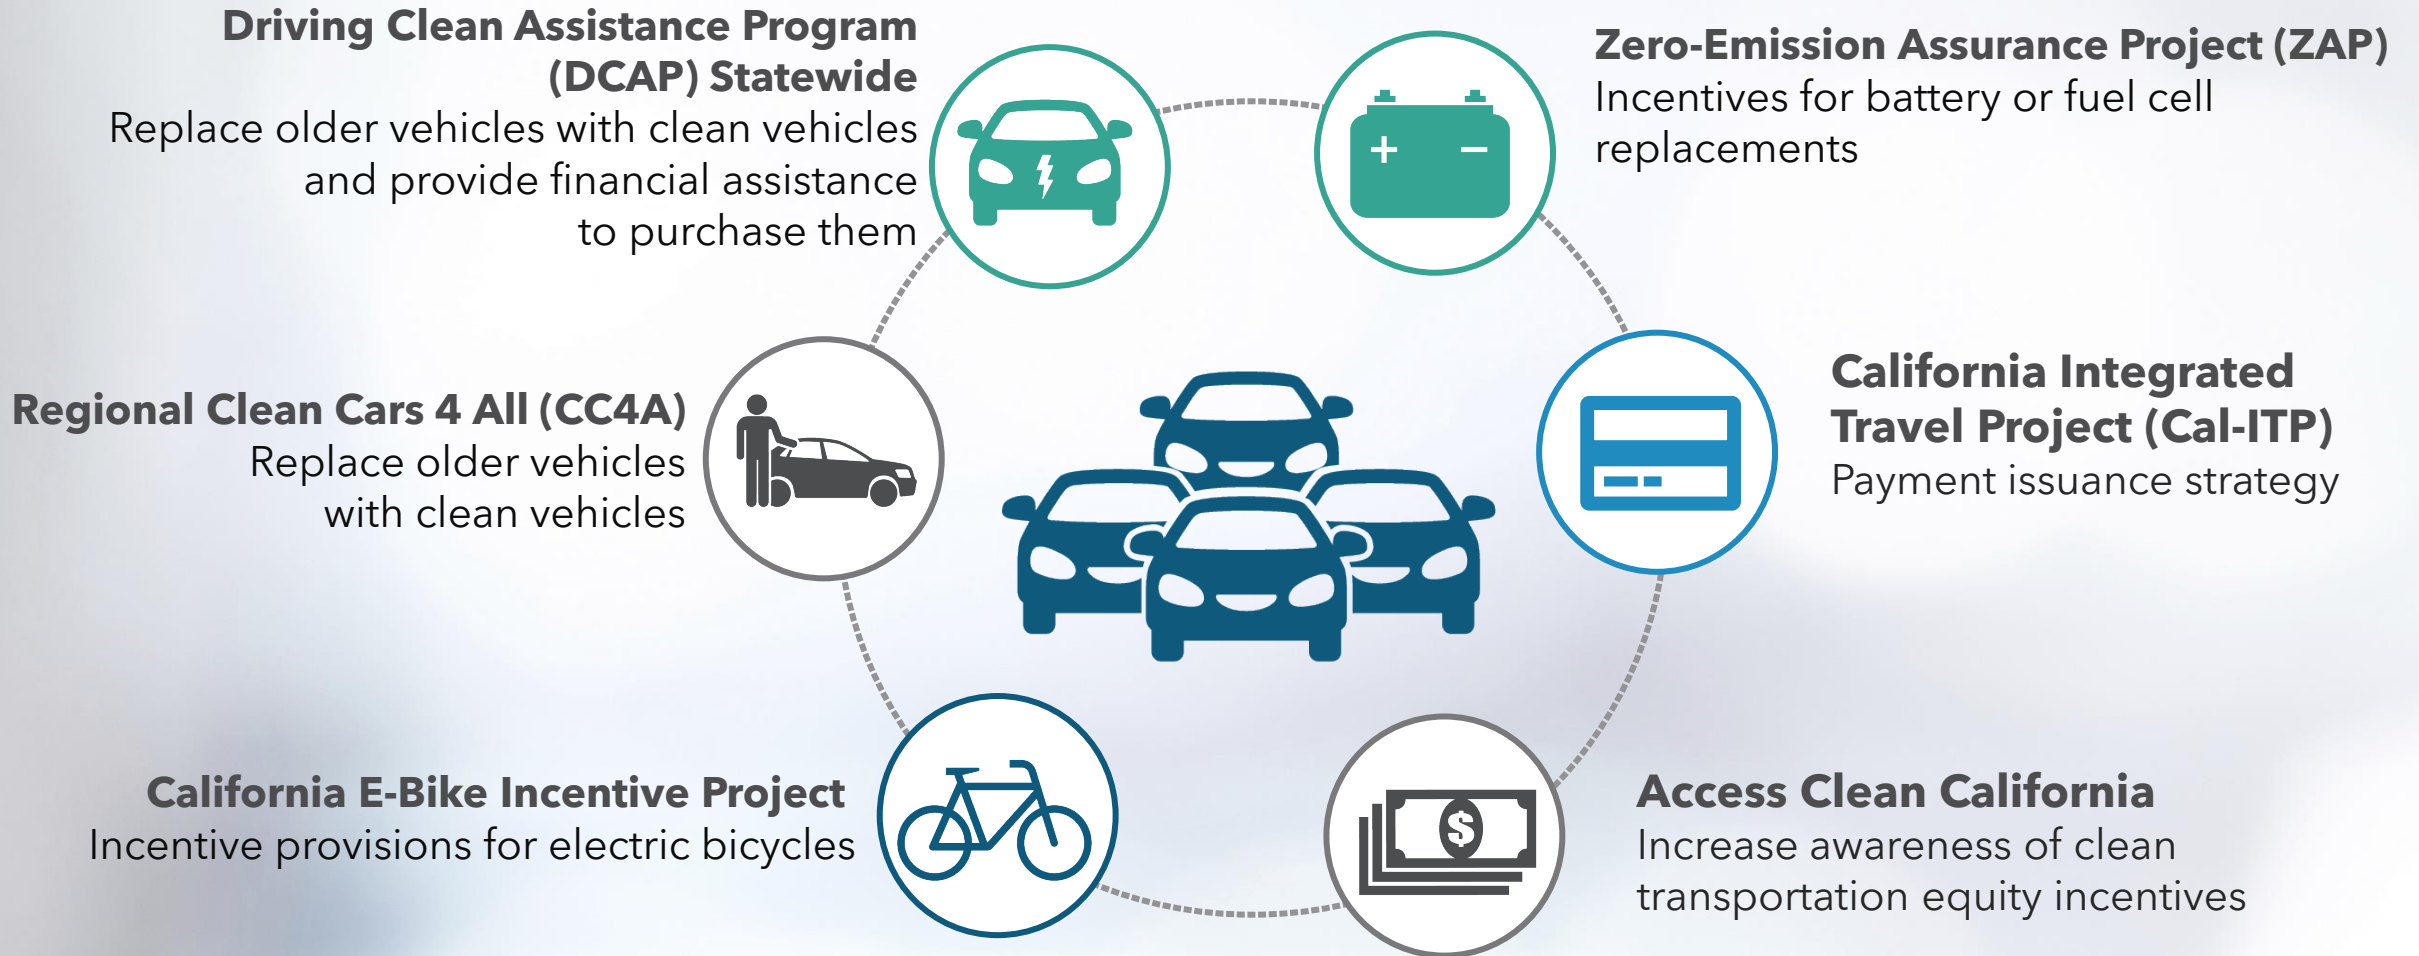 Driving Clean Assistance Program
(DCAP) Statewide
Replace older vehicles with clean vehicles
and provide financial assistance
to purchase them
Zero-Emission Assurance Project (ZAP)
Incentives for battery or fuel cell
replacements
Regional Clean Cars 4 All (CC4A)
Replace older vehicles
with clean vehicles
California Integrated
Travel Project (Cal-ITP)
Payment issuance strategy
California E-Bike Incentive Project
Incentive provisions for electric bicycles
Access Clean California
Increase awareness of clean
transportation equity incentives
+ −
$